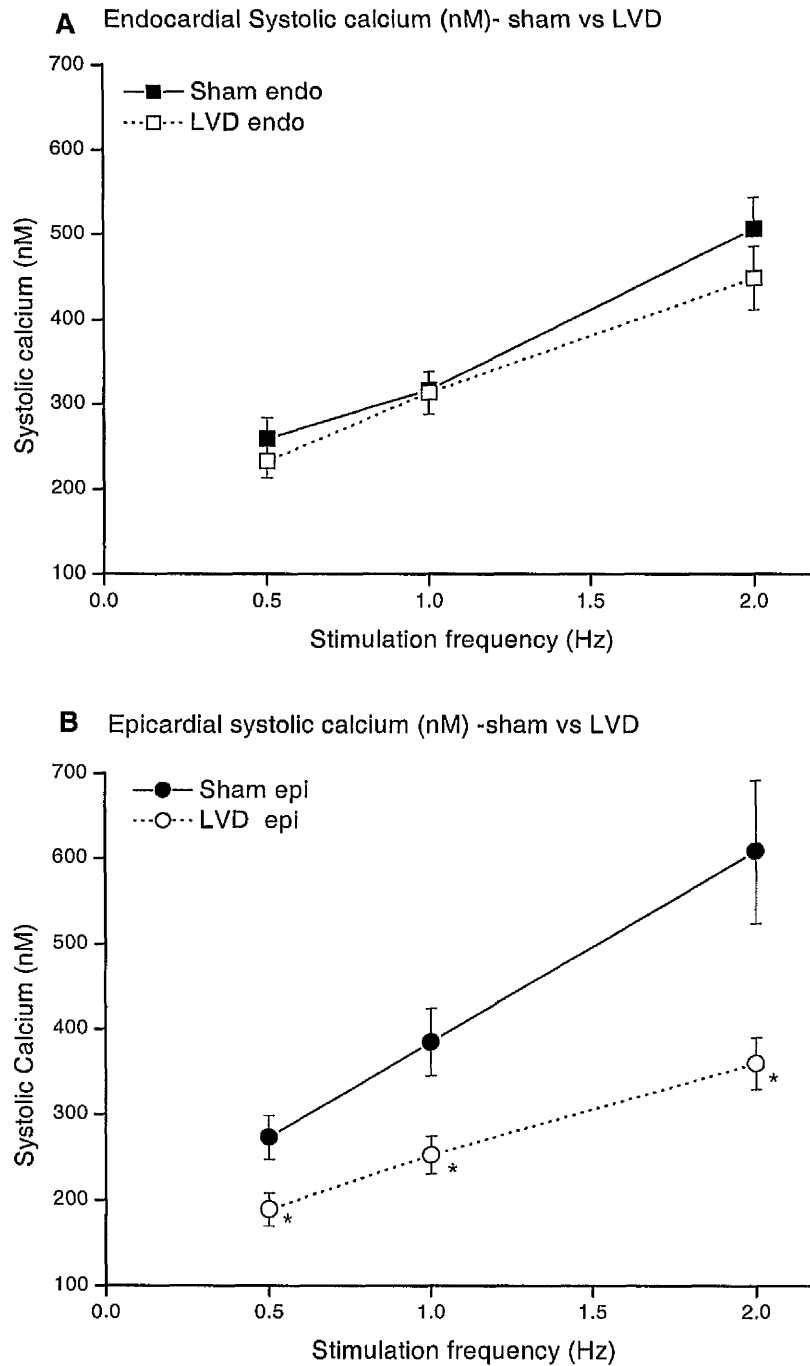 A Endocardial Systolic calcium (nM)- sham vs LVD
700
600
500
400
300
200
100
Systolic calcium (nM)
Sham endo
LVD endo
0.0 0.5 1.0 1.5 2.0
Stimulation frequency (Hz)
B Epicardial systolic calcium (nM) -sham vs LVD
700
600
500
400
300
200
100
Systolic Calcium (nM)
Sham epi
LVD epi
*
*
*
0.0 0.5 1.0 1.5 2.0
Stimulation frequency (Hz)